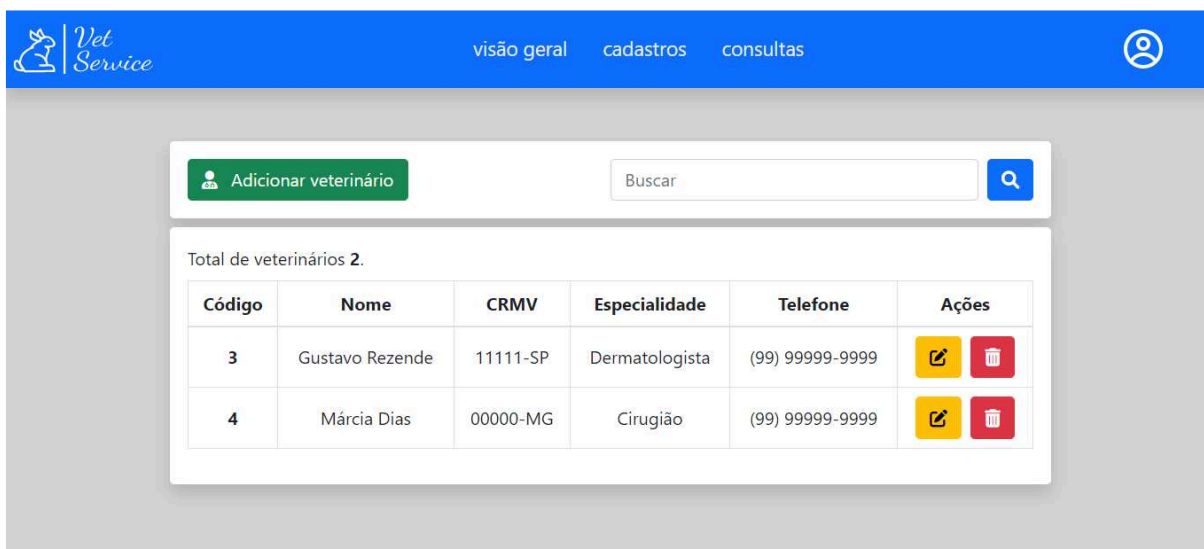 Vet
Service
visão geral cadastros consultas
Adicionar veterinário Buscar
Total de veterinários 2.
Código Nome CRMV Especialidade Telefone Ações
3 Gustavo Rezende 11111-SP Dermatologista (99) 99999-9999
4 Márcia Dias 00000-MG Cirugião (99) 99999-9999